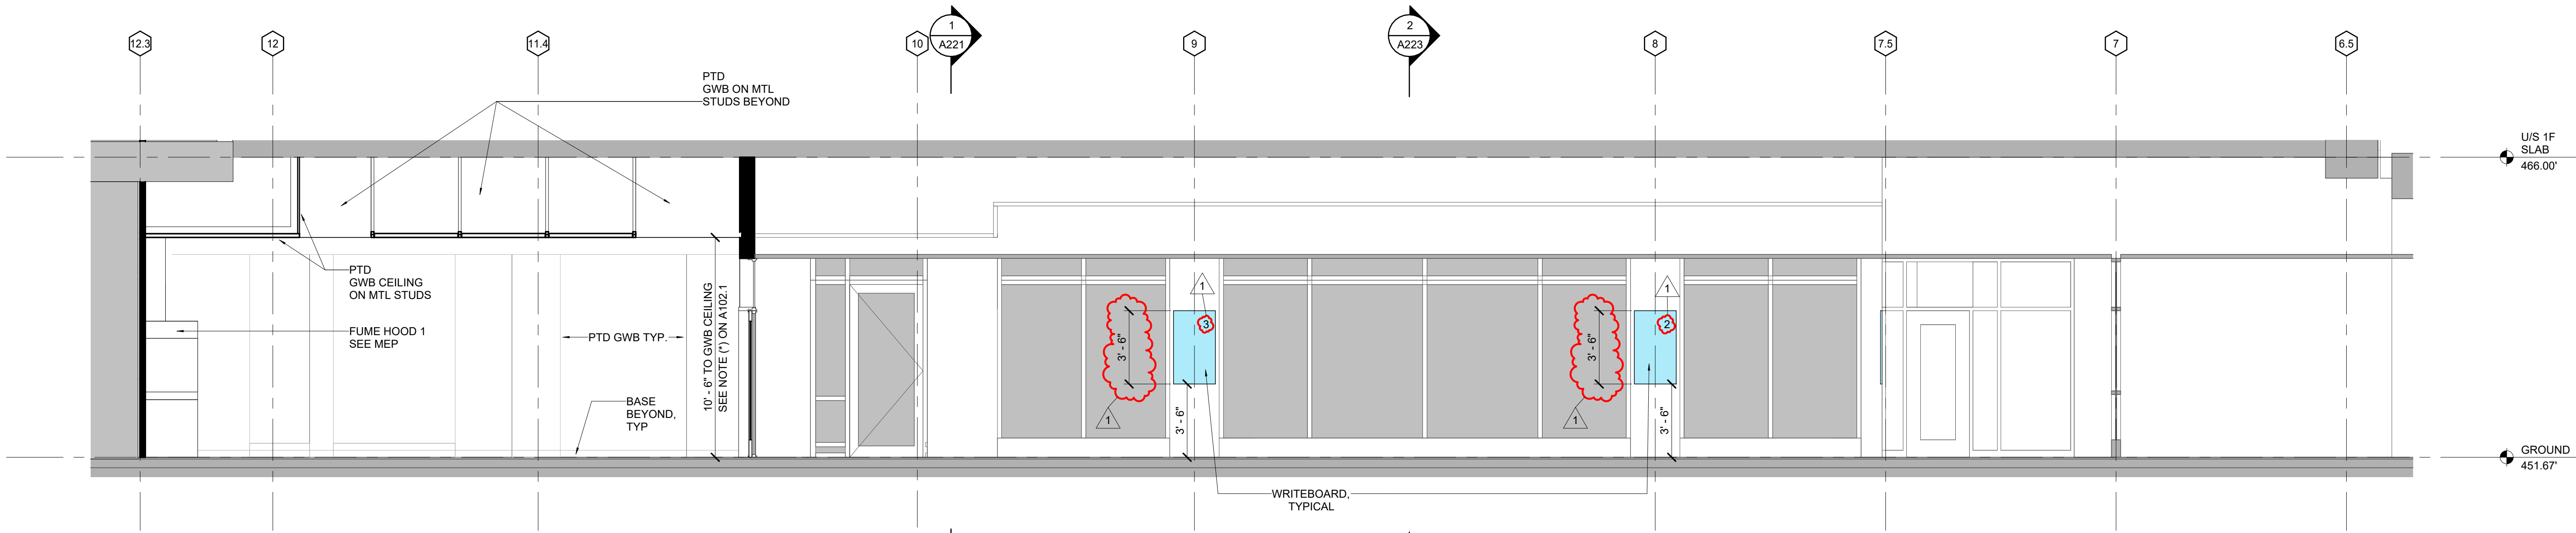 12.3
12
11.4
10
1
A221
9
2
A223
8
7.5
7
6.5
PTD
GWB ON MTL
STUDS BEYOND
U/S 1F
SLAB
466.00'
PTD
GWB CEILING
ON MTL STUDS
FUME HOOD 1
SEE MEP
PTD GWB TYP.
BASE
BEYOND,
TYP
10' - 6" TO GWB CEILING
SEE NOTE (*) ON A102.1
3' - 6"
1
3
1
3' - 6"
3' - 6"
1
2
1
3' - 6"
WRITEBOARD,
TYPICAL
GROUND
451.67'